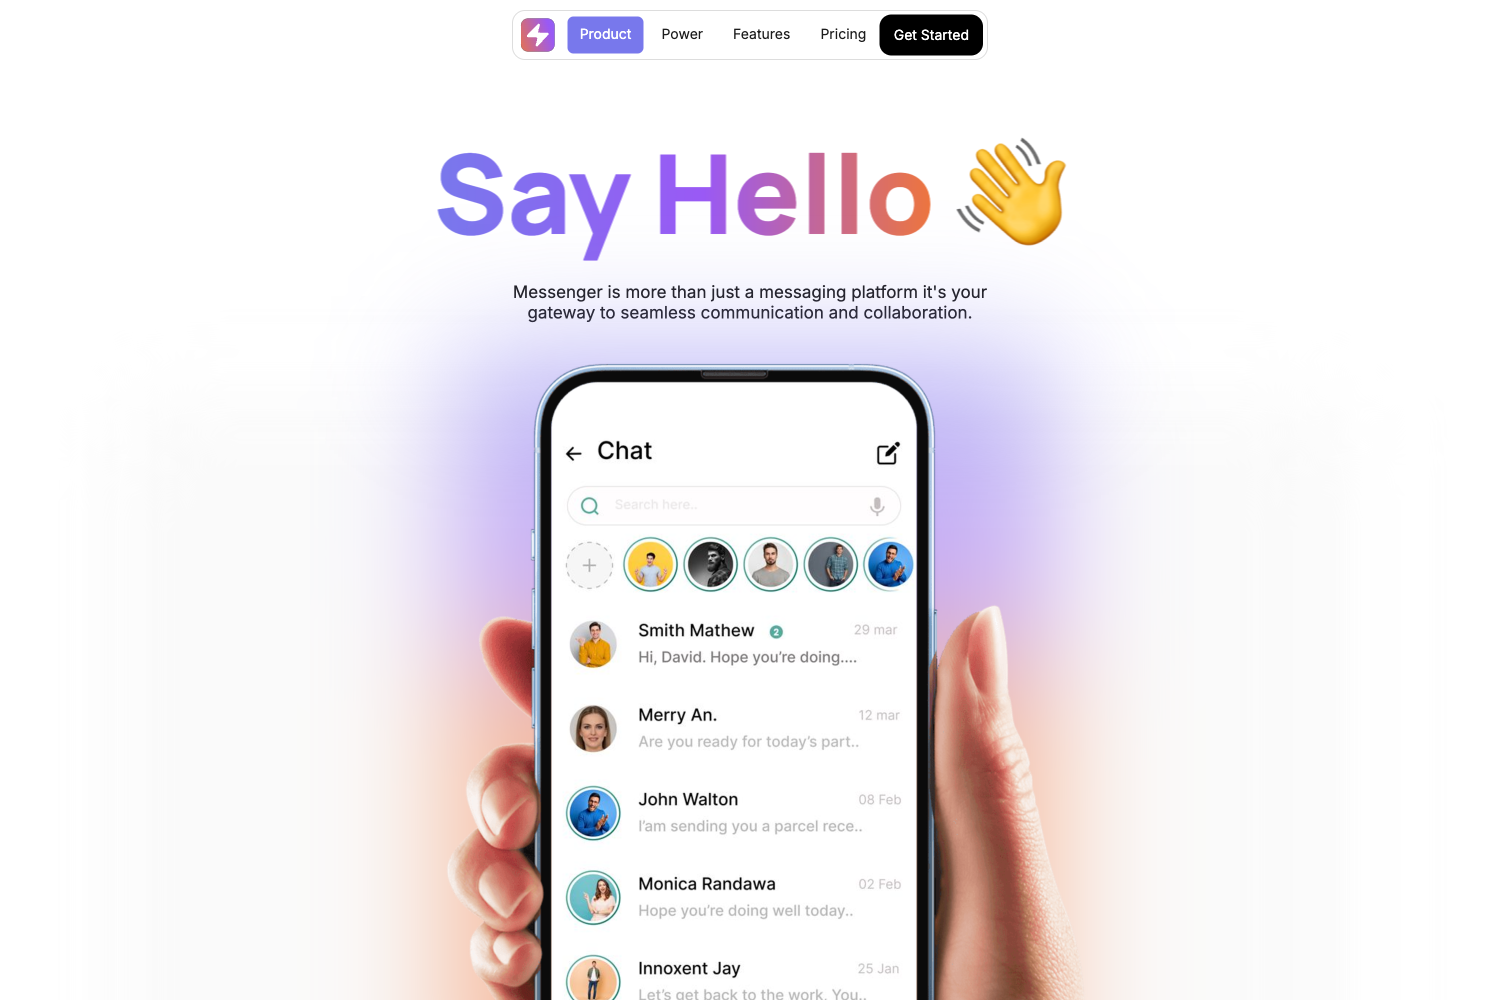 Product Power Features Pricing Get Started
Say Hello 👋
Messenger is more than just a messaging platform it's your
gateway to seamless communication and collaboration.
Chat
Search here..
Smith Mathew 2 29 mar
Hi, David. Hope you're doing....
Merry An. 12 mar
Are you ready for today's part..
John Walton 08 Feb
I'am sending you a parcel rece..
Monica Randawa 02 Feb
Hope you're doing well today..
Innoxent Jay 25 Jan
Let's get back to the work, You..